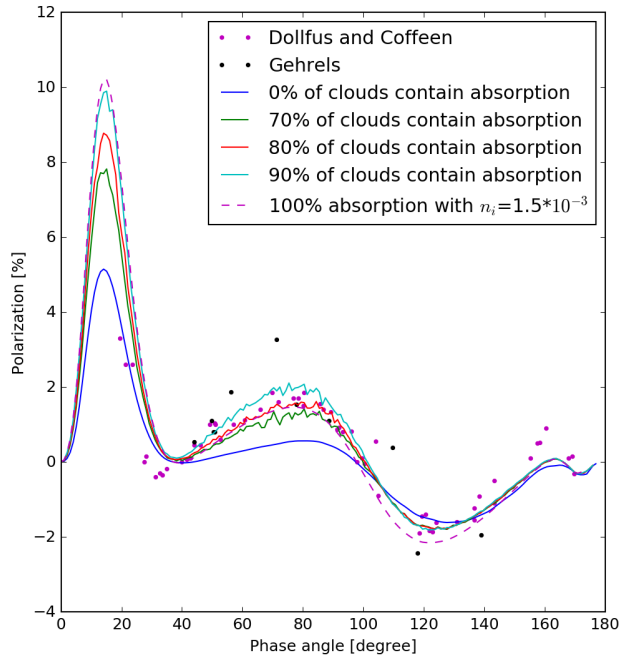 12
10
8
6
4
2
0
−2
−4
Polarization [%]
Dollfus and Coffeen
Gehrels
0% of clouds contain absorption
70% of clouds contain absorption
80% of clouds contain absorption
90% of clouds contain absorption
100% absorption with nᵢ=1.5*10⁻³
0 20 40 60 80 100 120 140 160 180
Phase angle [degree]